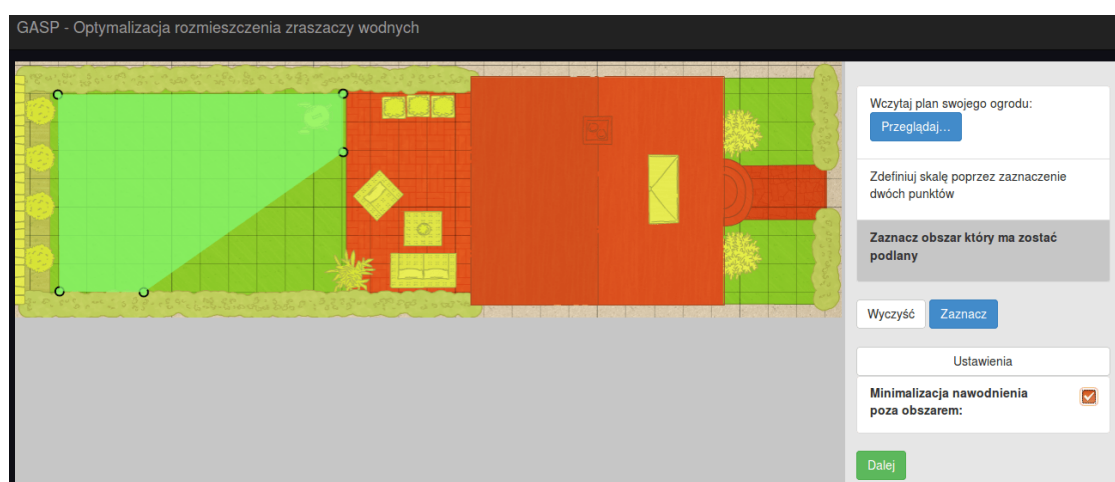 GASP - Optymalizacja rozmieszczenia zraszaczy wodnych
Wczytaj plan swojego ogrodu:
Przeglądaj...
Zdefiniuj skalę poprzez zaznaczenie
dwóch punktów
Zaznacz obszar który ma zostać
podlany
Wyczyść Zaznacz
Ustawienia
Minimalizacja nawodnienia
poza obszarem:
Dalej